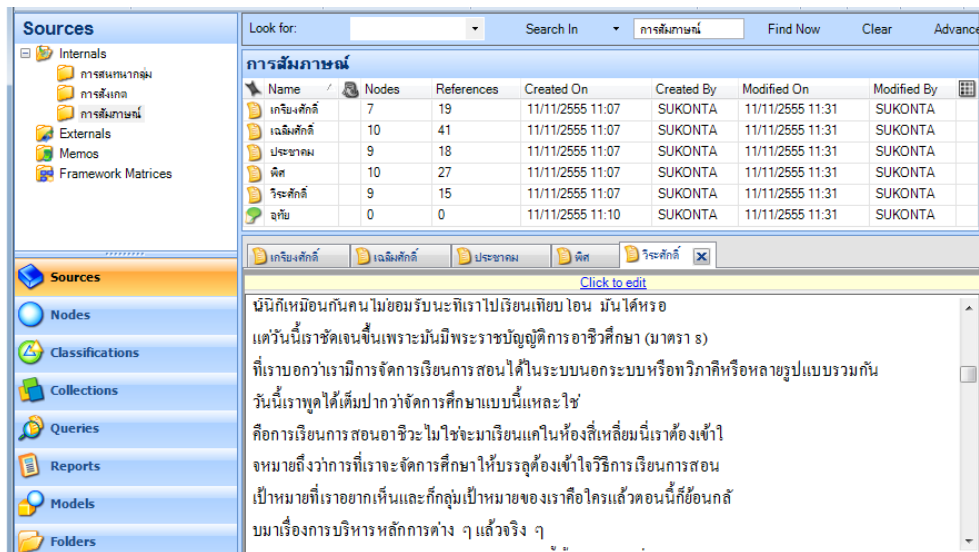 Sources
Internals
การสนทนากลุ่ม
การสังเกต
การสัมภาษณ์
Externals
Memos
Framework Matrices
Sources
Nodes
Classifications
Collections
Queries
Reports
Models
Folders
Look for: Search In การสัมภาษณ์ Find Now Clear Advance
การสัมภาษณ์
Name Nodes References Created On Created By Modified On Modified By
เกรียงศักดิ์ 7 19 11/11/2555 11:07 SUKONTA 11/11/2555 11:31 SUKONTA
เฉลิมศักดิ์ 10 41 11/11/2555 11:07 SUKONTA 11/11/2555 11:31 SUKONTA
ประชาคม 9 18 11/11/2555 11:07 SUKONTA 11/11/2555 11:31 SUKONTA
พิศ 10 27 11/11/2555 11:07 SUKONTA 11/11/2555 11:31 SUKONTA
วิระศักดิ์ 9 15 11/11/2555 11:07 SUKONTA 11/11/2555 11:31 SUKONTA
อุทัย 0 0 11/11/2555 11:10 SUKONTA 11/11/2555 11:31 SUKONTA
เกรียงศักดิ์ เฉลิมศักดิ์ ประชาคม พิศ วิระศักดิ์
Click to edit
นี้ก็เหมือนกันคนไม่ยอมรับนะที่เราไปเรียนเทียบโอน มันได้หรอ
แต่วันนี้เราชัดเจนขึ้นเพราะมันมีพระราชบัญญัติการอาชีวศึกษา (มาตรา ๘)
ที่เราบอกว่าเรามีการจัดการเรียนการสอนได้ในระบบนอกระบบหรือทวิภาคีหรือหลายรูปแบบรวมกัน
วันนี้เราพูดได้เต็มปากว่าจัดการศึกษาแบบนี้แหละใช่
คือการเรียนการสอนอาชีวะไม่ใช่จะมาเรียนแค่ในห้องสี่เหลี่ยมนี่เราต้องเข้าใ
จหมายถึงว่าการที่เราจะจัดการศึกษาให้บรรลุต้องเข้าใจวิธีการเรียนการสอน
เป้าหมายที่เราอยากเห็นและก็กลุ่มเป้าหมายของเราคือใครแล้วตอนนี้ก็ย้อนกลั
บมาเรื่องการบริหารหลักการต่าง ๆ แล้วจริง ๆ